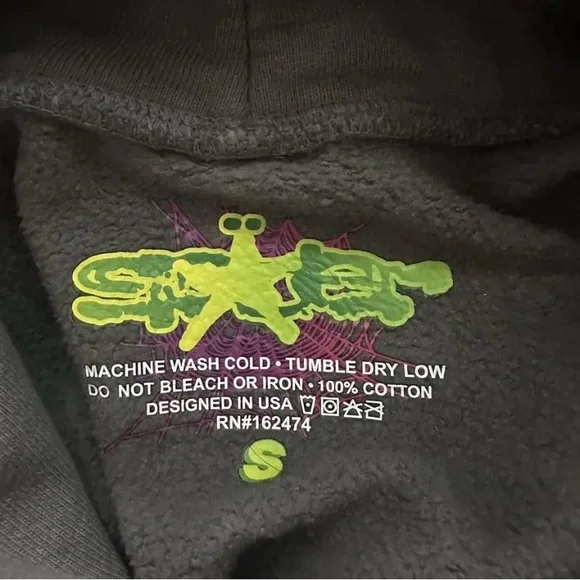 MACHINE WASH COLD • TUMBLE DRY LOW
DO NOT BLEACH OR IRON • 100% COTTON
DESIGNED IN USA
RN#162474
S